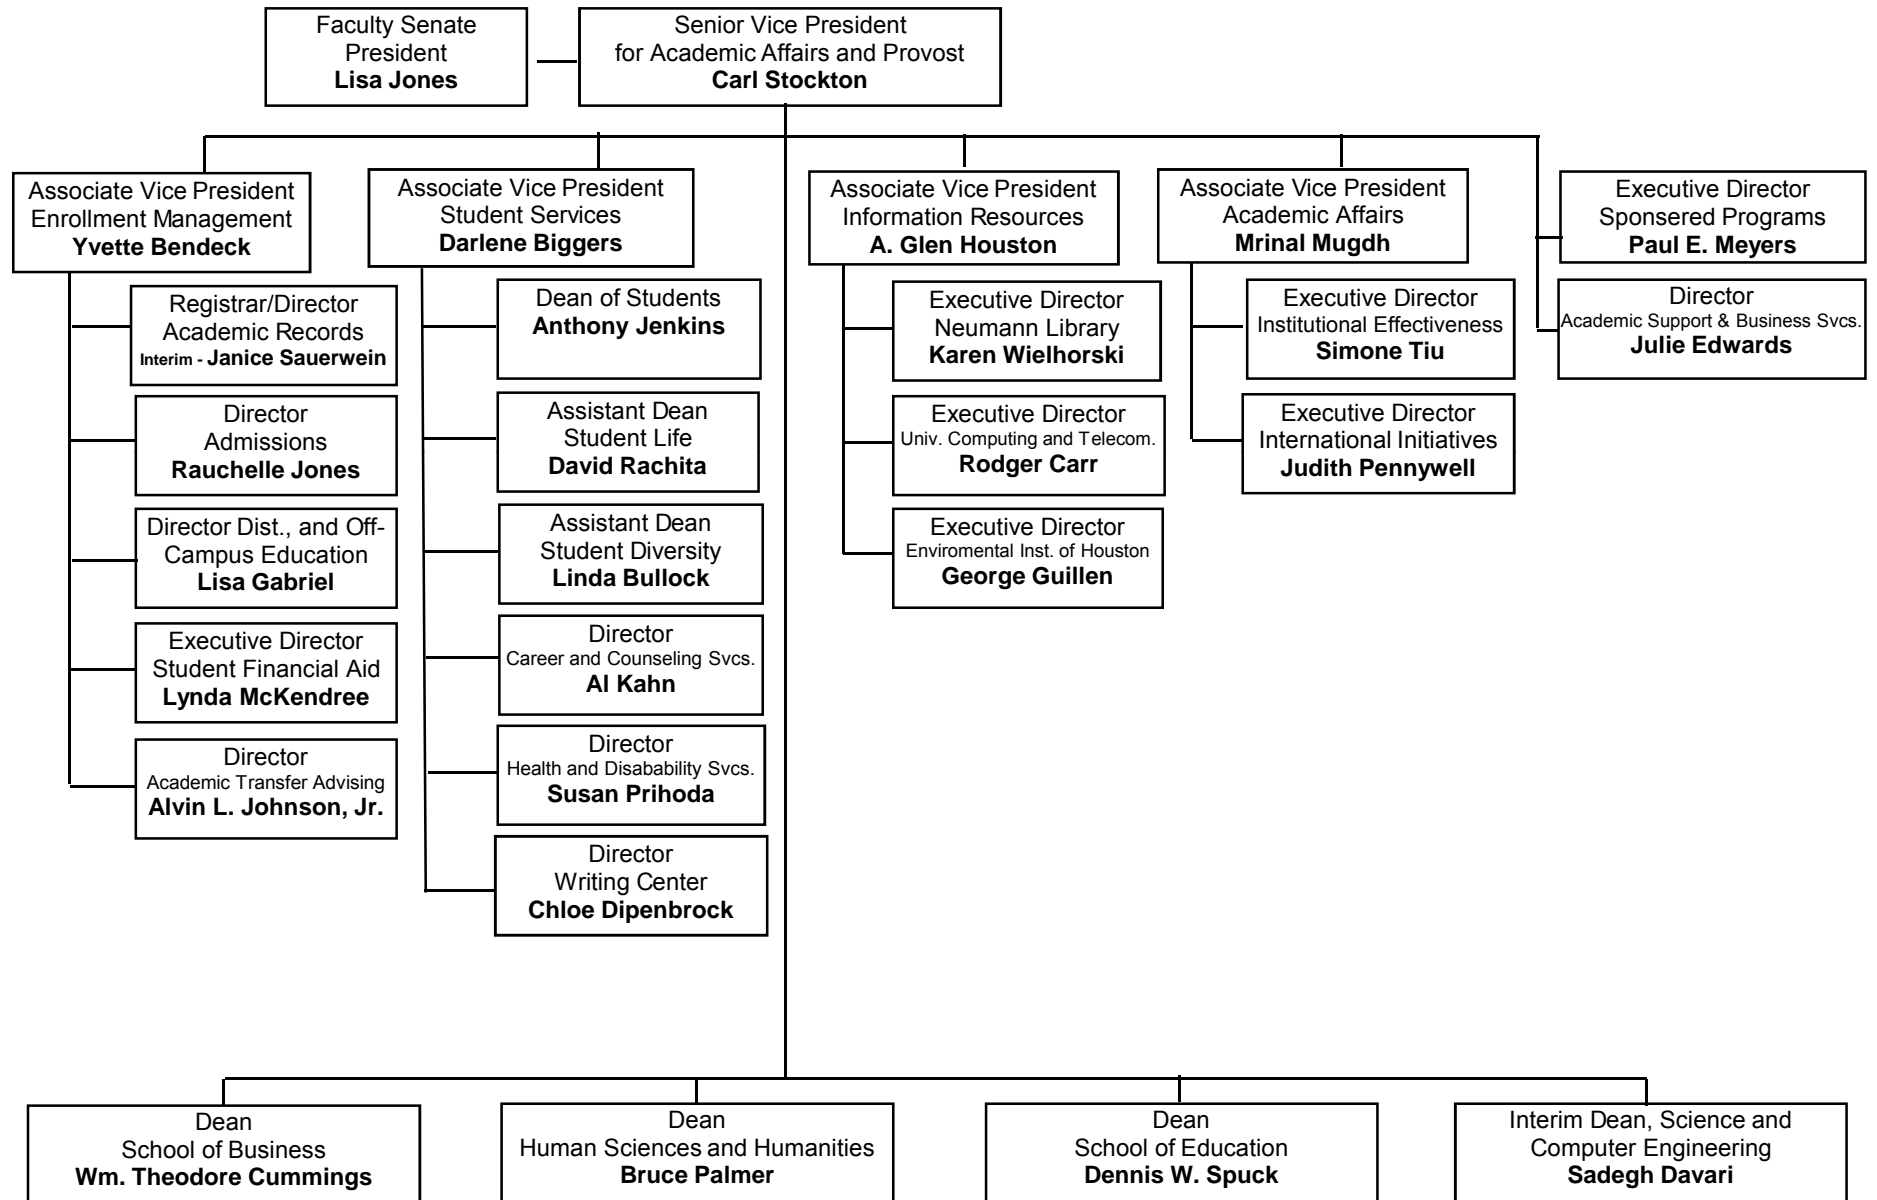 Faculty Senate
President
Lisa Jones
Senior Vice President
for Academic Affairs and Provost
Carl Stockton
Associate Vice President
Enrollment Management
Yvette Bendeck
Registrar/Director
Academic Records
Interim - Janice Sauerwein
Director
Admissions
Rauchelle Jones
Director Dist., and Off-
Campus Education
Lisa Gabriel
Executive Director
Student Financial Aid
Lynda McKendree
Director
Academic Transfer Advising
Alvin L. Johnson, Jr.
Associate Vice President
Student Services
Darlene Biggers
Dean of Students
Anthony Jenkins
Assistant Dean
Student Life
David Rachita
Assistant Dean
Student Diversity
Linda Bullock
Director
Career and Counseling Svcs.
Al Kahn
Director
Health and Disabability Svcs.
Susan Prihoda
Director
Writing Center
Chloe Dipenbrock
Associate Vice President
Information Resources
A. Glen Houston
Executive Director
Neumann Library
Karen Wielhorski
Executive Director
Univ. Computing and Telecom.
Rodger Carr
Executive Director
Enviromental Inst. of Houston
George Guillen
Associate Vice President
Academic Affairs
Mrinal Mugdh
Executive Director
Institutional Effectiveness
Simone Tiu
Executive Director
International Initiatives
Judith Pennywell
Executive Director
Sponsered Programs
Paul E. Meyers
Director
Academic Support & Business Svcs.
Julie Edwards
Dean
School of Business
Wm. Theodore Cummings
Dean
Human Sciences and Humanities
Bruce Palmer
Dean
School of Education
Dennis W. Spuck
Interim Dean, Science and
Computer Engineering
Sadegh Davari